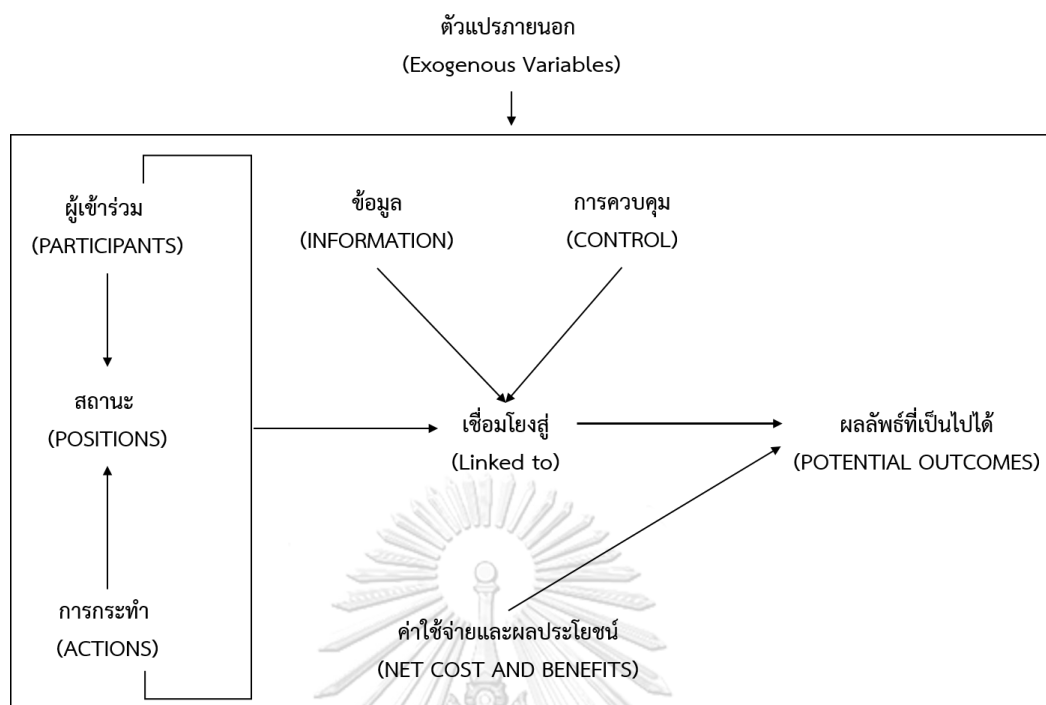 ตัวแปรภายนอก
(Exogenous Variables)
ผู้เข้าร่วม
(PARTICIPANTS)
ข้อมูล
(INFORMATION)
การควบคุม
(CONTROL)
สถานะ
(POSITIONS)
เชื่อมโยงสู่
(Linked to)
ผลลัพธ์ที่เป็นไปได้
(POTENTIAL OUTCOMES)
การกระทำ
(ACTIONS)
ค่าใช้จ่ายและผลประโยชน์
(NET COST AND BENEFITS)